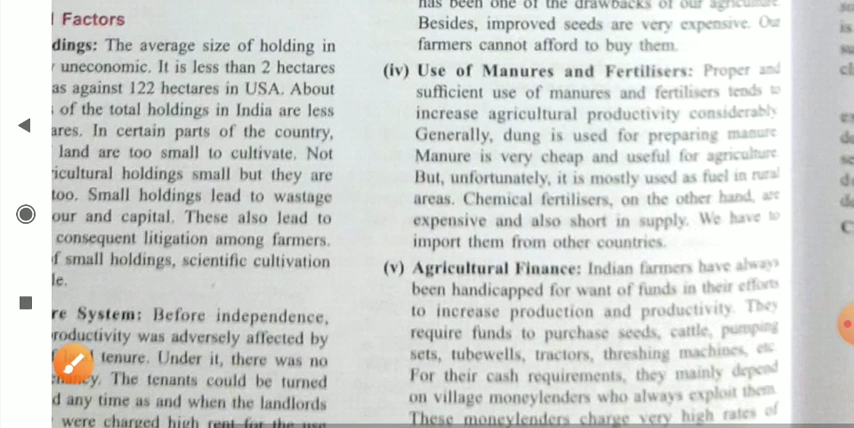 Factors
dings: The average size of holding in
uneconomic. It is less than 2 hectares
as against 122 hectares in USA. About
of the total holdings in India are less
ares. In certain parts of the country,
land are too small to cultivate. Not
icultural holdings small but they are
too. Small holdings lead to wastage
our and capital. These also lead to
consequent litigation among farmers.
f small holdings, scientific cultivation
le.
re System: Before independence,
roductivity was adversely affected by
tenure. Under it, there was no
The tenants could be turned
d any time as and when the landlords
were charged high rent for the use
has been one of the drawbacks of our agriculture.
Besides, improved seeds are very expensive. Our
farmers cannot afford to buy them.
(iv) Use of Manures and Fertilisers: Proper and
sufficient use of manures and fertilisers tends to
increase agricultural productivity considerably
Generally, dung is used for preparing manure
Manure is very cheap and useful for agriculture
But, unfortunately, it is mostly used as fuel in rural
areas. Chemical fertilisers, on the other hand, are
expensive and also short in supply. We have to
import them from other countries.
(v) Agricultural Finance: Indian farmers have always
been handicapped for want of funds in their efforts
to increase production and productivity. They
require funds to purchase seeds, cattle, pumping
sets, tubewells, tractors, threshing machines, etc.
For their cash requirements, they mainly depend
on village moneylenders who always exploit them.
These moneylenders charge very high rates of